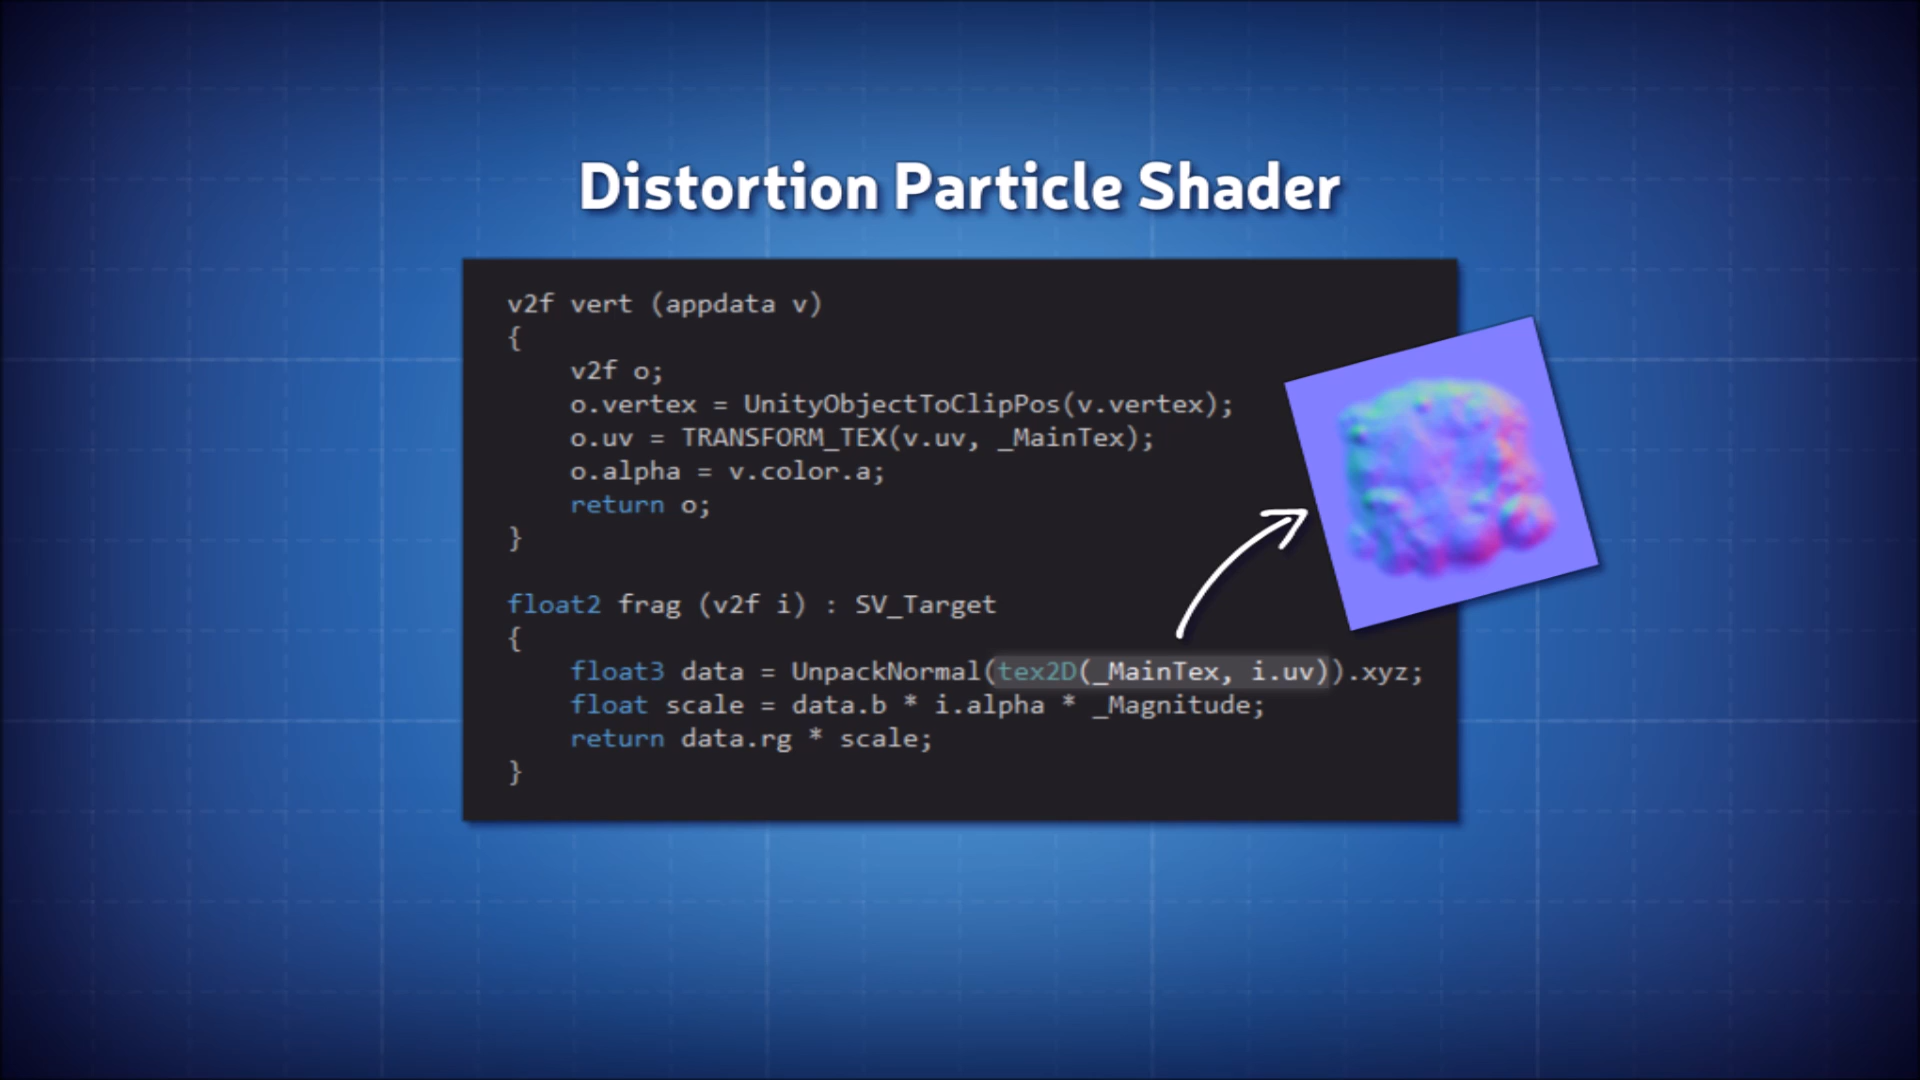 Distortion Particle Shader
v2f vert (appdata v)
{
    v2f o;
    o.vertex = UnityObjectToClipPos(v.vertex);
    o.uv = TRANSFORM_TEX(v.uv, _MainTex);
    o.alpha = v.color.a;
    return o;
}
float2 frag (v2f i) : SV_Target
{
    float3 data = UnpackNormal(tex2D(_MainTex, i.uv)).xyz;
    float scale = data.b * i.alpha * _Magnitude;
    return data.rg * scale;
}